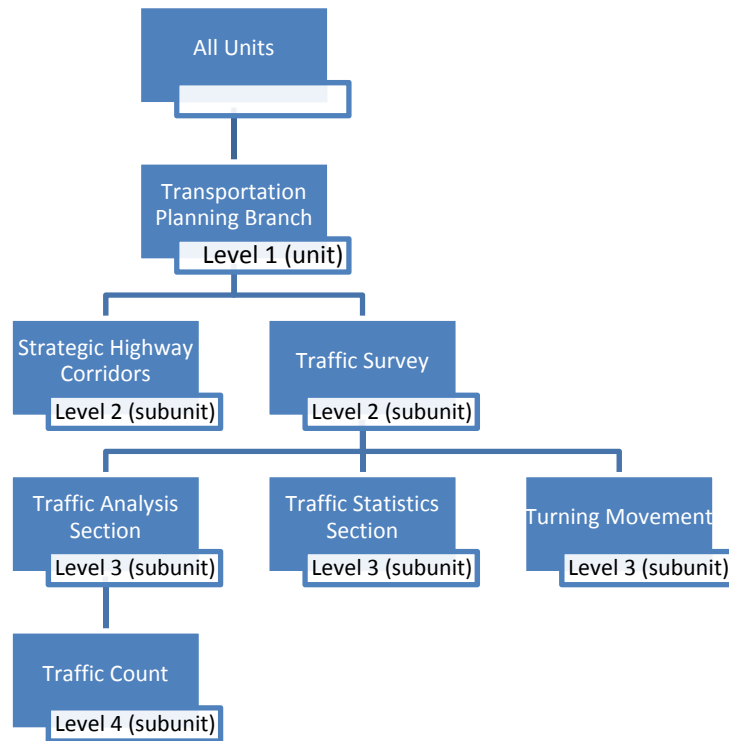 All Units
Transportation
Planning Branch
Level 1 (unit)
Strategic Highway
Corridors
Level 2 (subunit)
Traffic Survey
Level 2 (subunit)
Traffic Analysis
Section
Level 3 (subunit)
Traffic Statistics
Section
Level 3 (subunit)
Turning Movement
Level 3 (subunit)
Traffic Count
Level 4 (subunit)